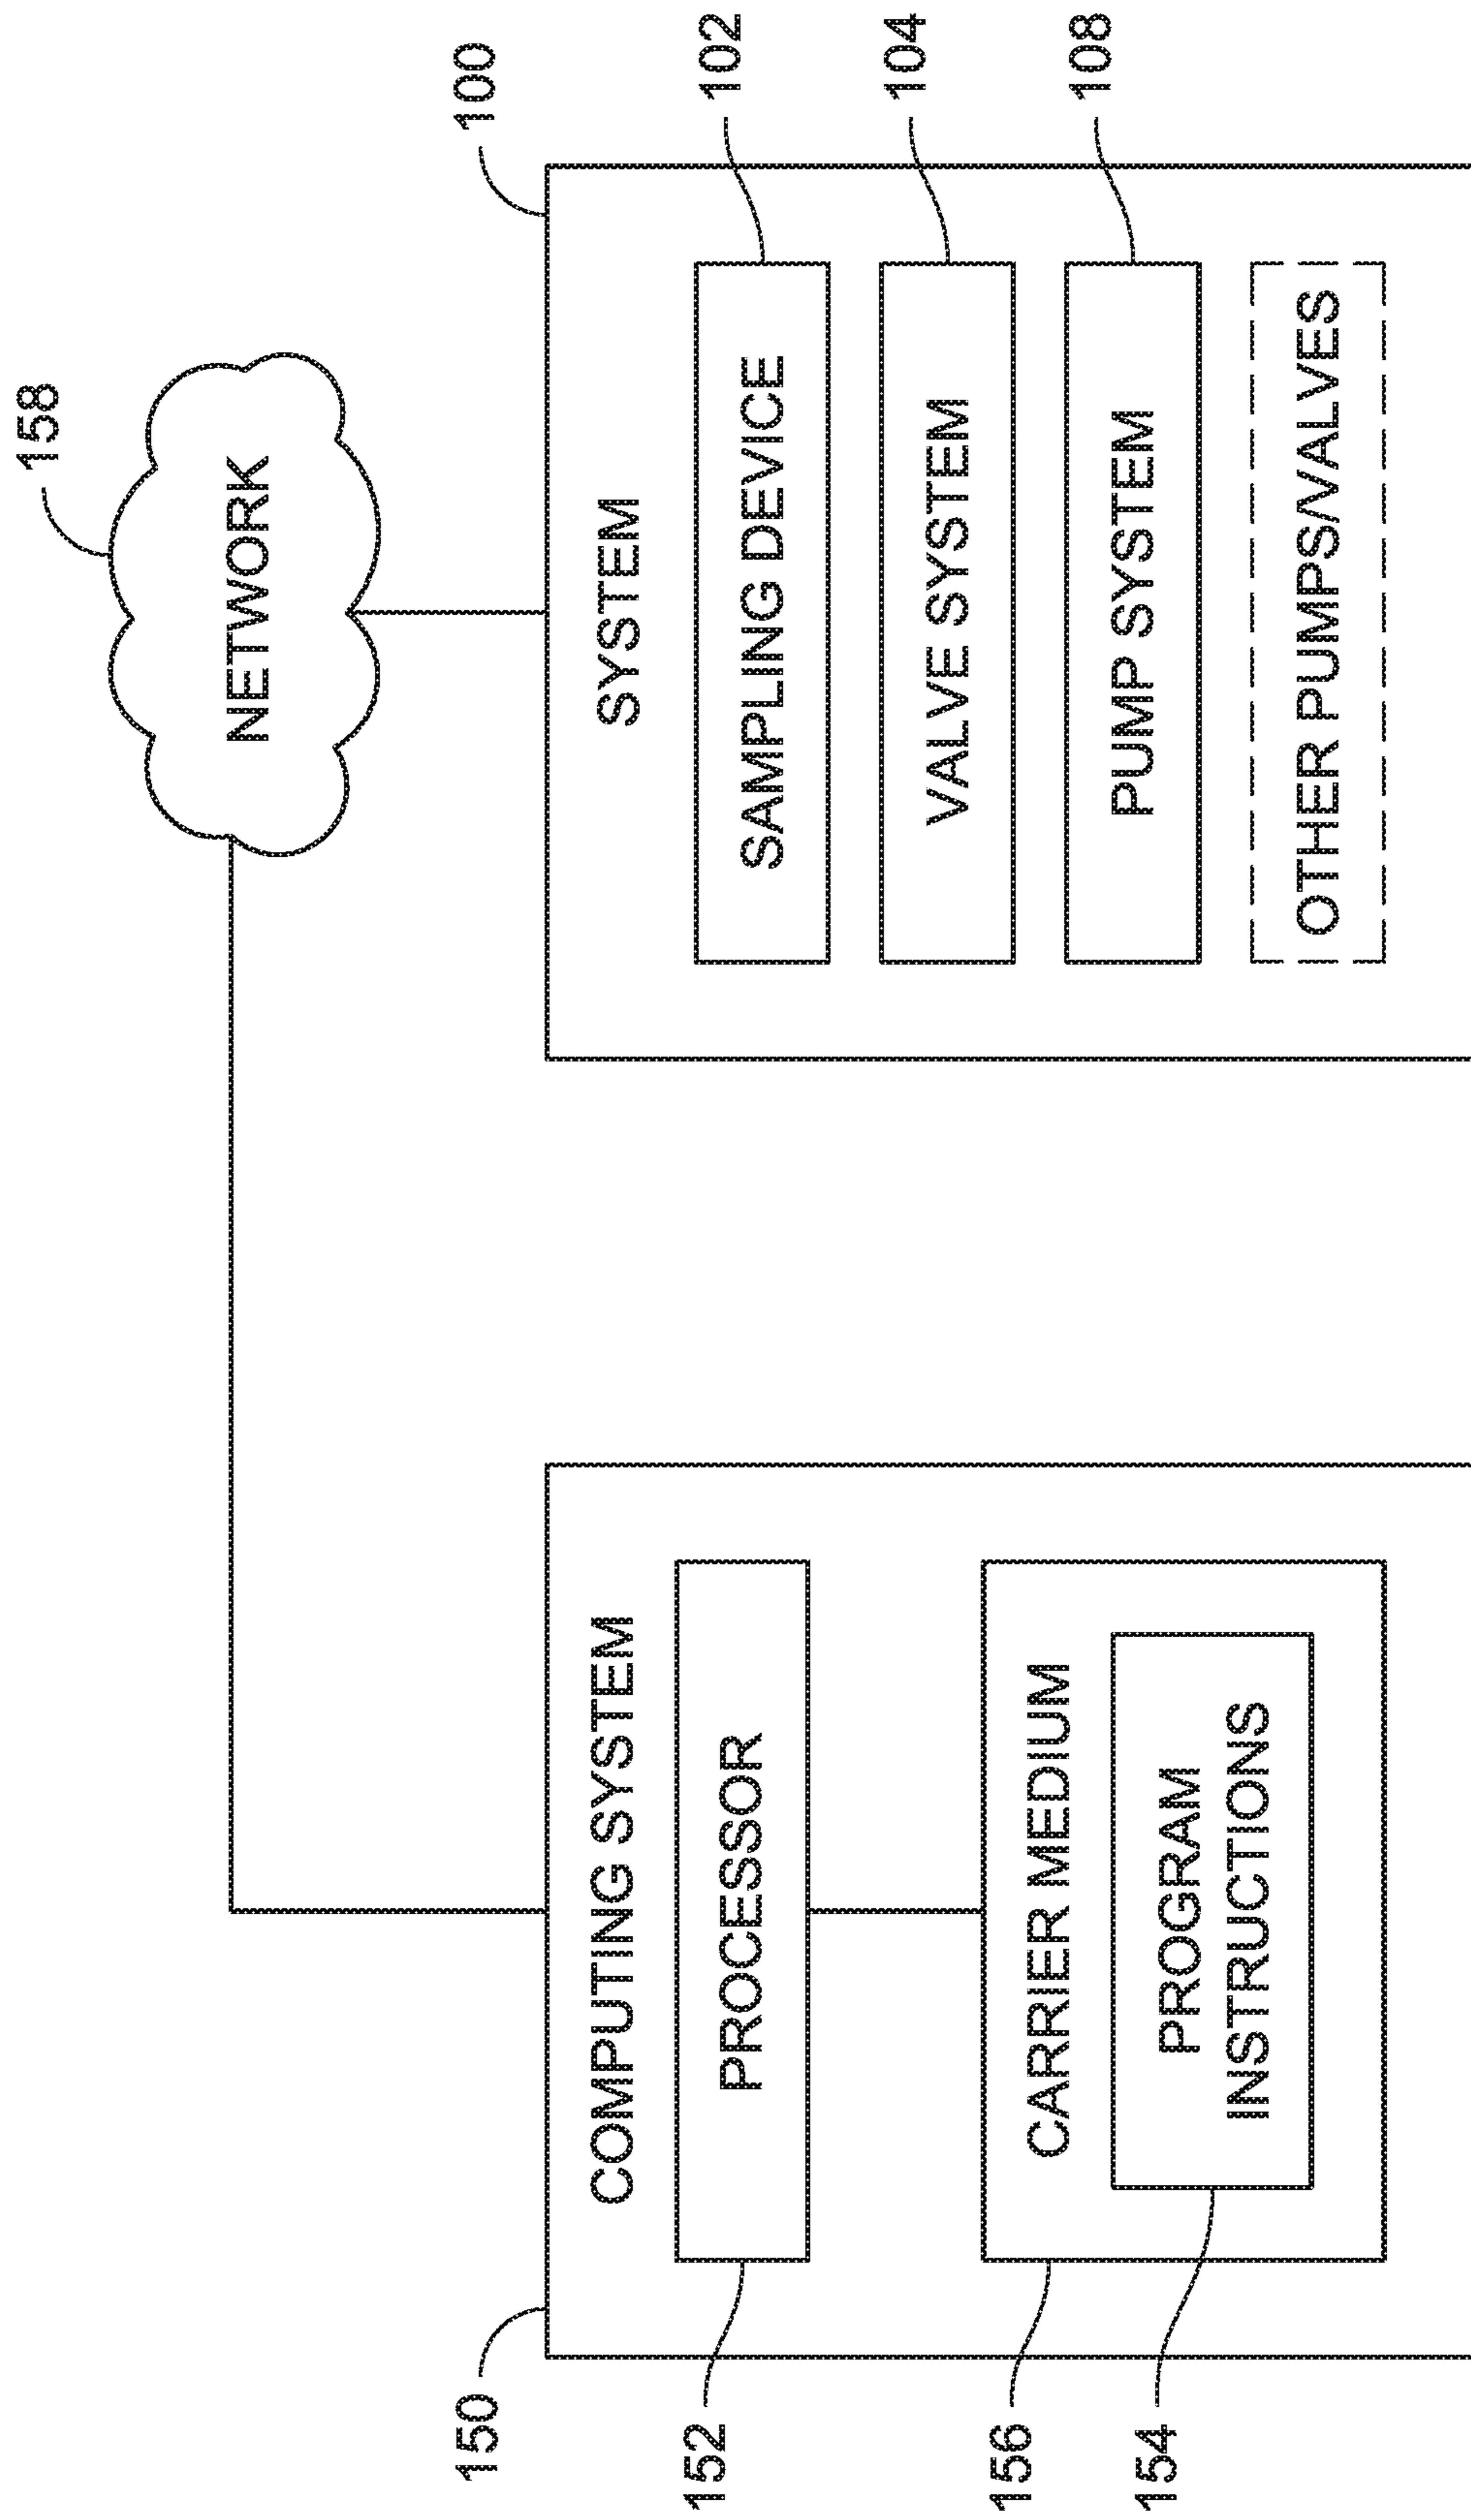 158
NETWORK
150
100
COMPUTING SYSTEM
152
PROCESSOR
156
CARRIER MEDIUM
154
PROGRAM
INSTRUCTIONS
SYSTEM
SAMPLING DEVICE
102
VALVE SYSTEM
104
PUMP SYSTEM
108
OTHER PUMPS/VALVES